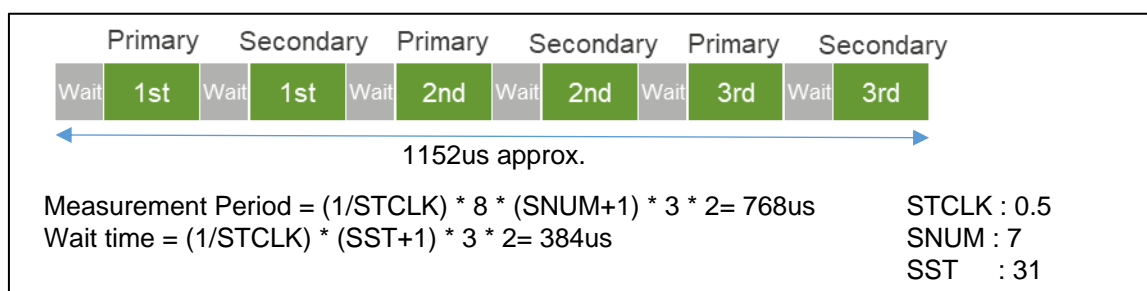 Primary Secondary Primary Secondary Primary Secondary
Wait 1st Wait 1st Wait 2nd Wait 2nd Wait 3rd Wait 3rd
1152us approx.
Measurement Period = (1/STCLK) * 8 * (SNUM+1) * 3 * 2= 768us STCLK : 0.5
Wait time = (1/STCLK) * (SST+1) * 3 * 2= 384us SNUM : 7
SST : 31